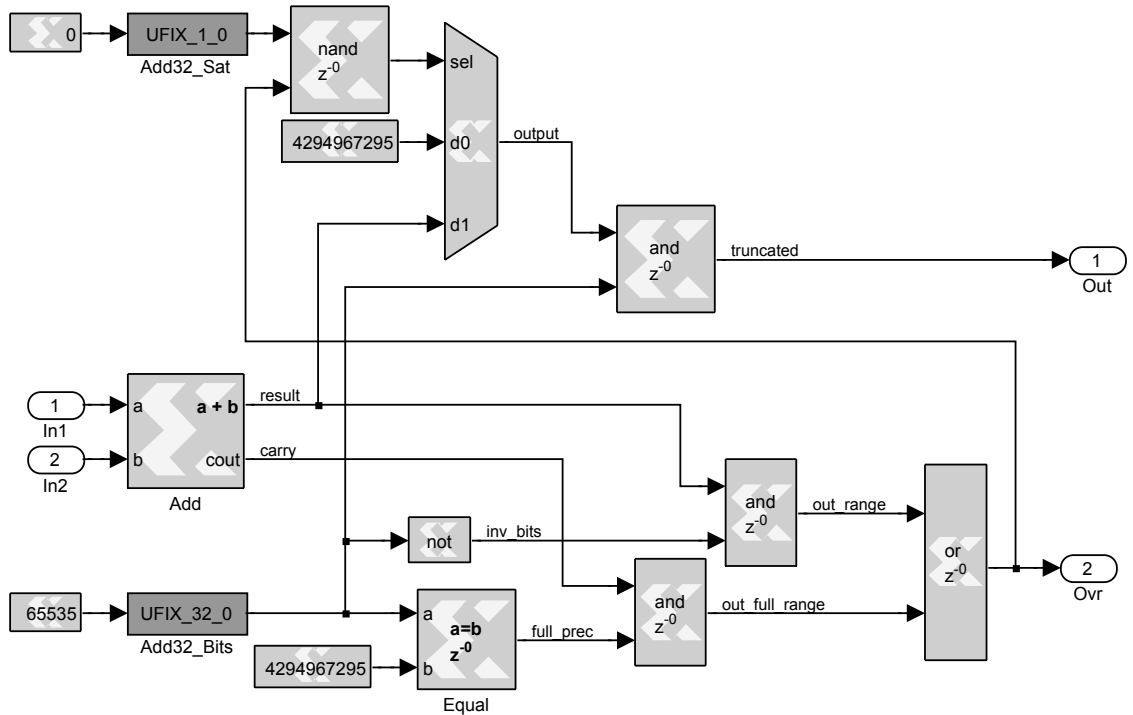 0
UFIX_1_0
Add32_Sat
nand
z-0
4294967295
sel
d0
d1
output
and
z-0
truncated
1
Out
1
In1
2
In2
a
b
a + b
cout
Add
result
carry
not
inv_bits
and
z-0
out_range
and
z-0
out_full_range
or
z-0
2
Ovr
65535
UFIX_32_0
Add32_Bits
4294967295
a
b
a=b
z-0
Equal
full_prec